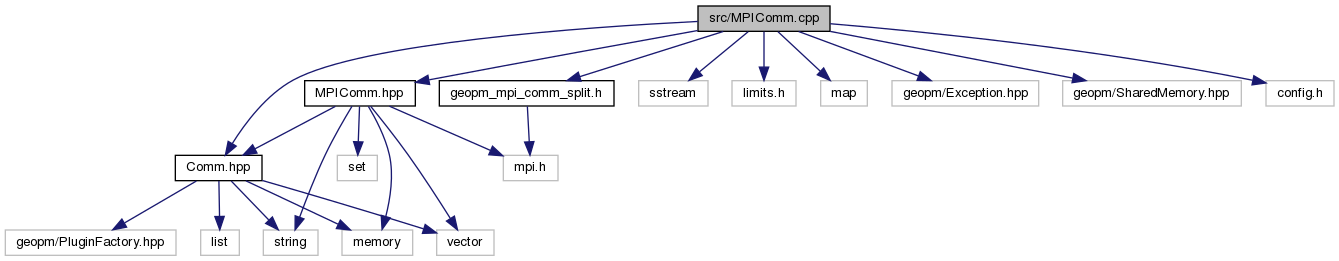 src/MPIComm.cpp
MPIComm.hpp
geopm_mpi_comm_split.h
sstream
limits.h
map
geopm/Exception.hpp
geopm/SharedMemory.hpp
config.h
Comm.hpp
set
mpi.h
geopm/PluginFactory.hpp
list
string
memory
vector